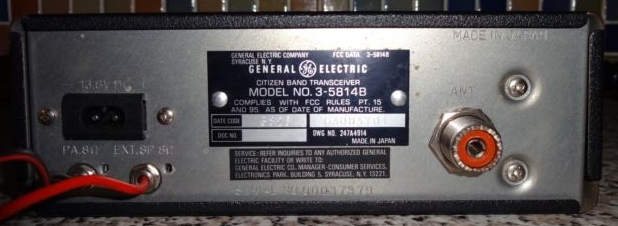 MADE IN JAPAN
GENERAL ELECTRIC COMPANY FCC DATA 3-5814B
SYRACUSE N.Y.
GENERAL GE ELECTRIC
CITIZEN BAND TRANSCEIVER
MODEL NO. 3-5814B
COMPLIES WITH FCC RULES PT. 15
AND 95. AS OF DATE OF MANUFACTURE.
DATE CODE
DOC NO DWG NO. 247A4914
MADE IN JAPAN
SERVICE: REFER INQUIRIES TO ANY AUTHORIZED GENERAL
ELECTRIC FACILITY OR WRITE TO:
GENERAL ELECTRIC CO. MANAGER-CONSUMER SERVICES,
ELECTRONICS PARK, BUILDING 5, SYRACUSE, N.Y. 13221
13.8V
PA.8Ω EXT.SP.8Ω
ANT